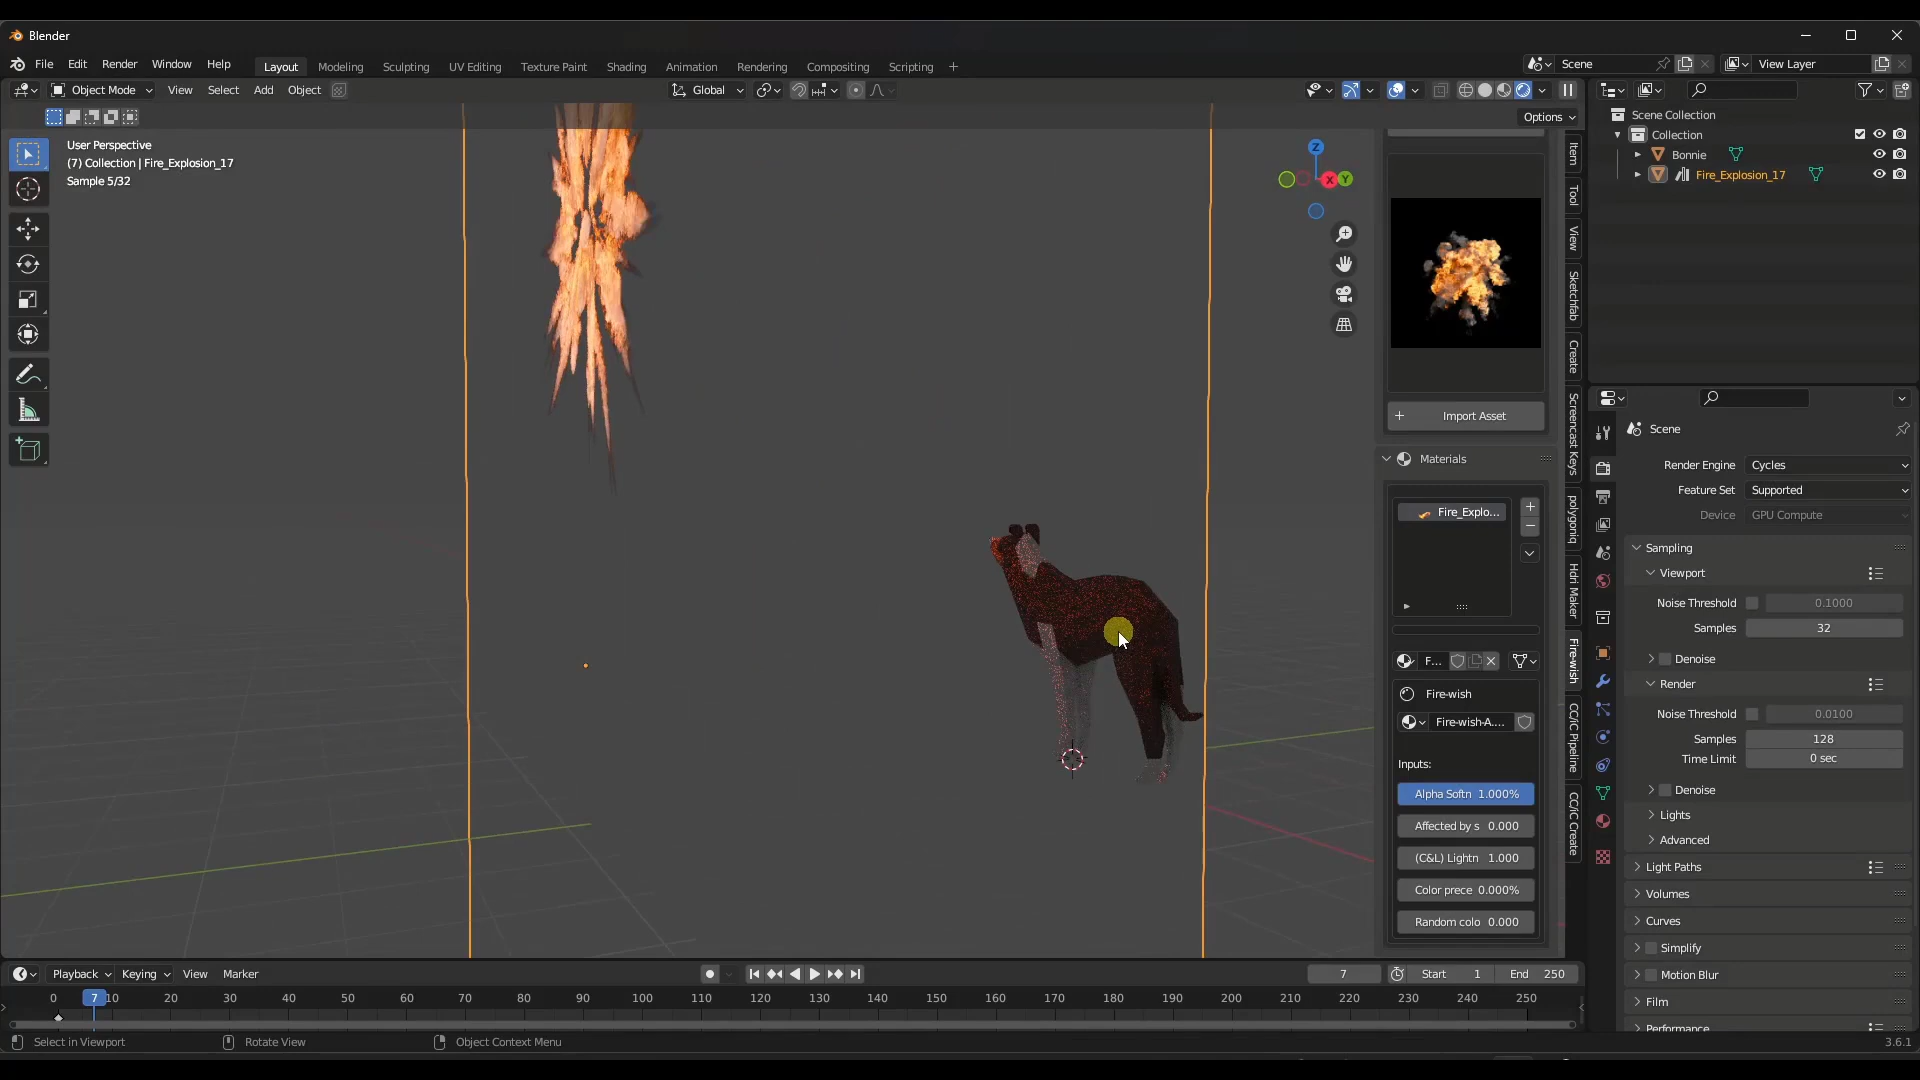 Blender
File Edit Render Window Help Layout Modeling Sculpting UV Editing Texture Paint Shading Animation Rendering Compositing Scripting + Scene View Layer
Object Mode View Select Add Object Global
Options
User Perspective
(7) Collection | Fire_Explosion_17
Sample 5/32
Z
X
Y
Item
Tool
View
Sketchfab
Create
Screencast Keys
polygoniq
Hdri Maker
Fire-wish
CC/iC Pipeline
CC/iC Create
Import Asset
Materials
Fire_Explo...
F...
Fire-wish
Fire-wish-A....
Inputs:
Alpha Softn 1.000%
Affected by s 0.000
(C&L) Lightn 1.000
Color prece 0.000%
Random colo 0.000
Scene Collection
Collection
Bonnie
Fire_Explosion_17
Scene
Render Engine Cycles
Feature Set Supported
Device GPU Compute
Sampling
Viewport
Noise Threshold 0.1000
Samples 32
Denoise
Render
Noise Threshold 0.0100
Samples 128
Time Limit 0 sec
Denoise
Lights
Advanced
Light Paths
Volumes
Curves
Simplify
Motion Blur
Film
Performance
Playback Keying View Marker 7 Start 1 End 250
0 7 10 20 30 40 50 60 70 80 90 100 110 120 130 140 150 160 170 180 190 200 210 220 230 240 250
Select in Viewport Rotate View Object Context Menu 3.6.1